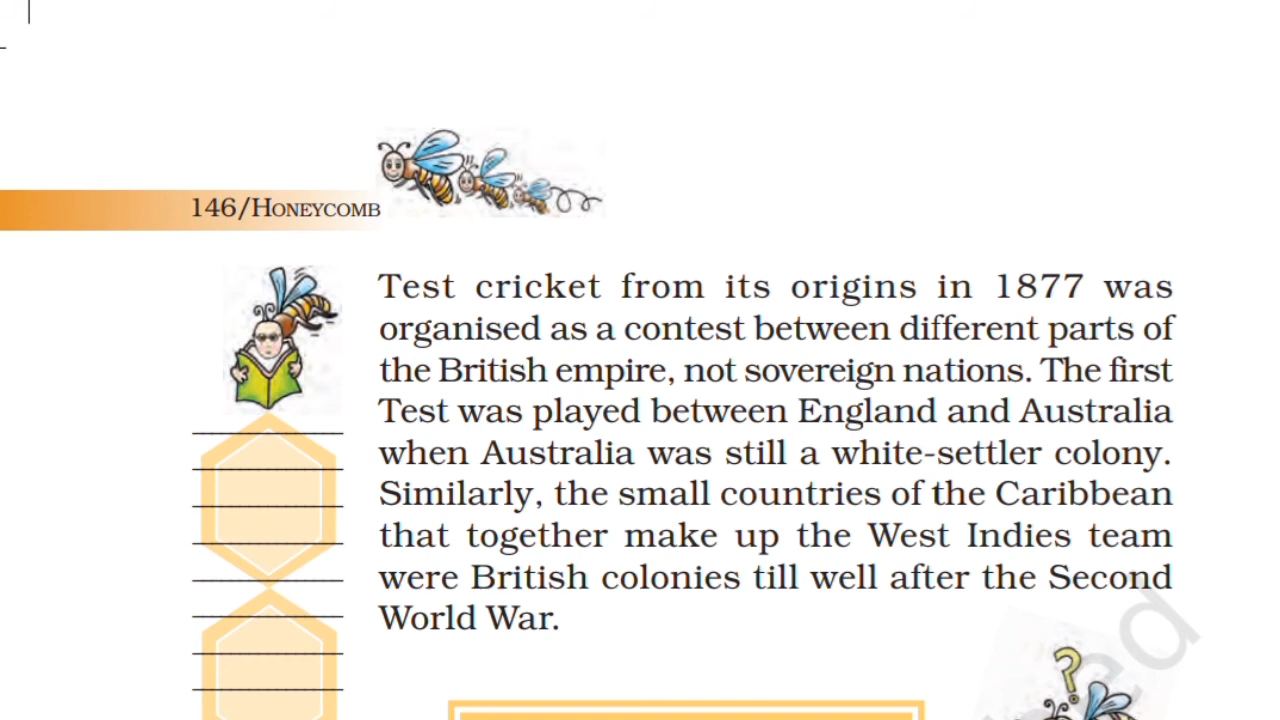 146/HONEYCOMB
Test cricket from its origins in 1877 was
organised as a contest between different parts of
the British empire, not sovereign nations. The first
Test was played between England and Australia
when Australia was still a white-settler colony.
Similarly, the small countries of the Caribbean
that together make up the West Indies team
were British colonies till well after the Second
World War.
?